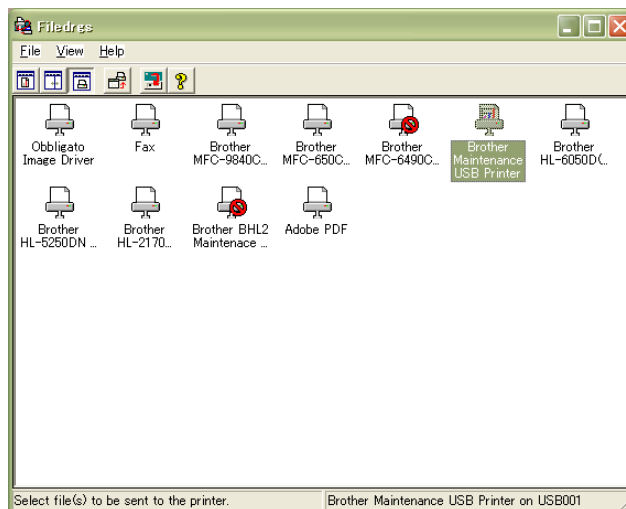 Filedrgs
File View Help
Obbligato
Image Driver
Fax
Brother
MFC-9840C...
Brother
MFC-650C...
Brother
MFC-6490C...
Brother
Maintenance
USB Printer
Brother
HL-6050D(...
Brother
HL-5250DN ...
Brother
HL-2170...
Brother BHL2
Maintenace ...
Adobe PDF
Select file(s) to be sent to the printer.
Brother Maintenance USB Printer on USB001